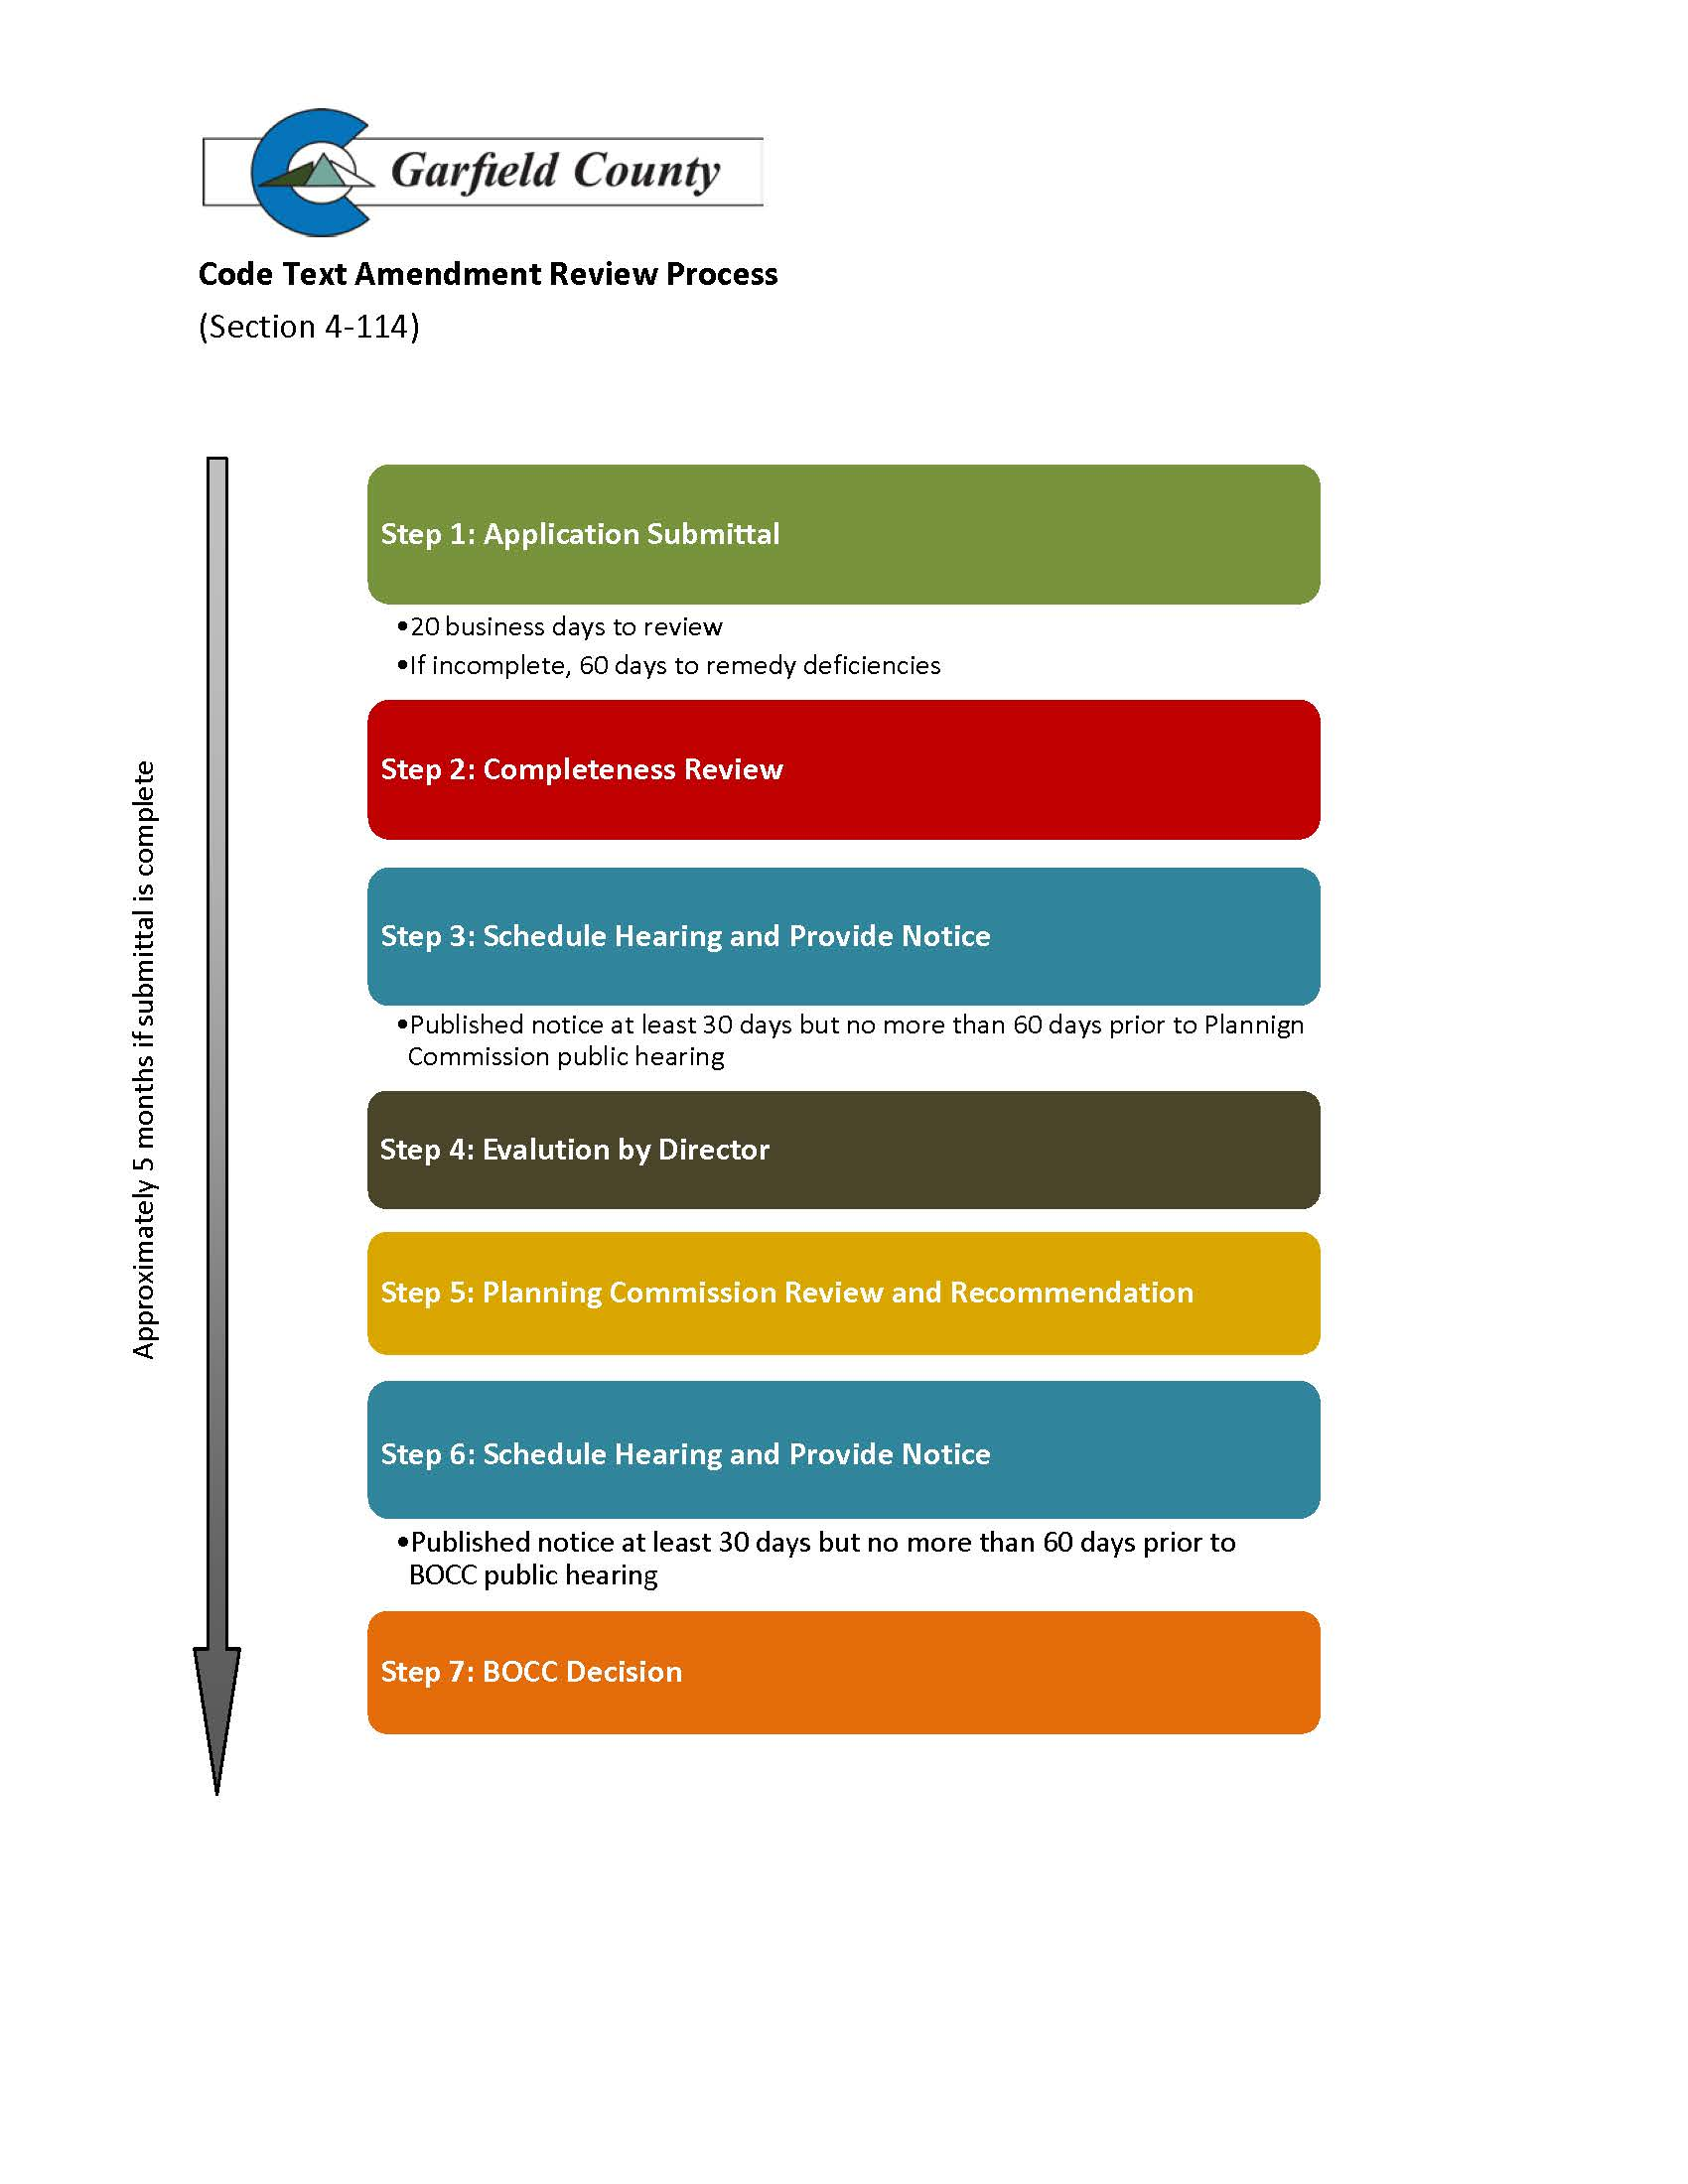 Garfield County
Code Text Amendment Review Process
(Section 4-114)
Approximately 5 months if submittal is complete
Step 1: Application Submittal
•20 business days to review
•If incomplete, 60 days to remedy deficiencies
Step 2: Completeness Review
Step 3: Schedule Hearing and Provide Notice
•Published notice at least 30 days but no more than 60 days prior to Plannign
Commission public hearing
Step 4: Evalution by Director
Step 5: Planning Commission Review and Recommendation
Step 6: Schedule Hearing and Provide Notice
•Published notice at least 30 days but no more than 60 days prior to
BOCC public hearing
Step 7: BOCC Decision